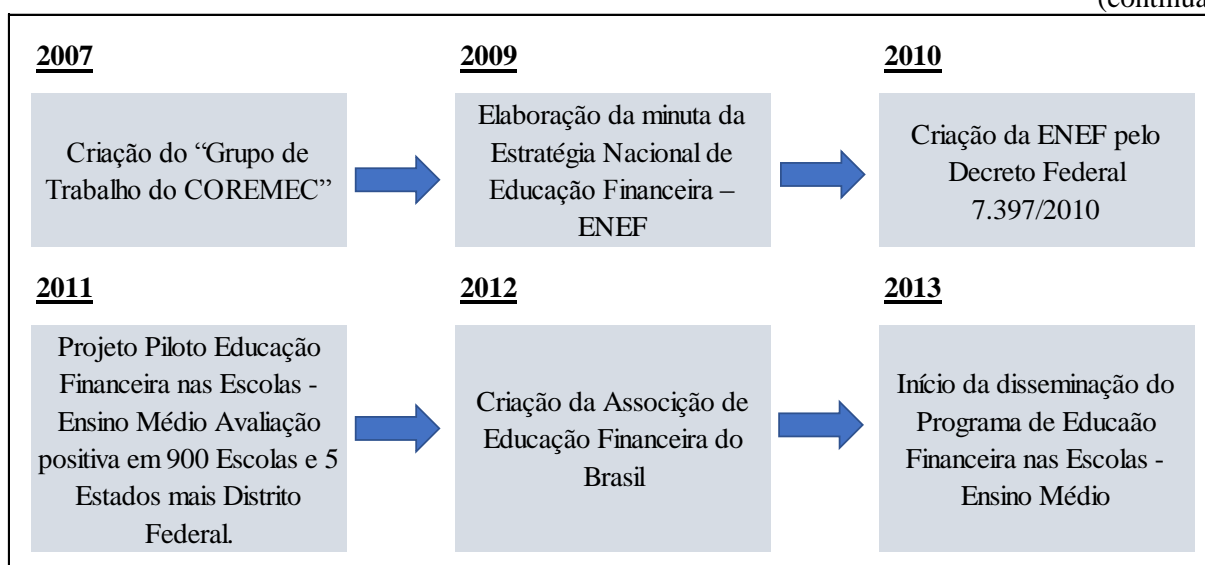 (continua
2007
Criação do “Grupo de
Trabalho do COREMEC”
2009
Elaboração da minuta da
Estratégia Nacional de
Educação Financeira –
ENEF
2010
Criação da ENEF pelo
Decreto Federal
7.397/2010
2011
Projeto Piloto Educação
Financeira nas Escolas -
Ensino Médio Avaliação
positiva em 900 Escolas e 5
Estados mais Distrito
Federal.
2012
Criação da Associção de
Educação Financeira do
Brasil
2013
Início da disseminação do
Programa de Educaão
Financeira nas Escolas -
Ensino Médio